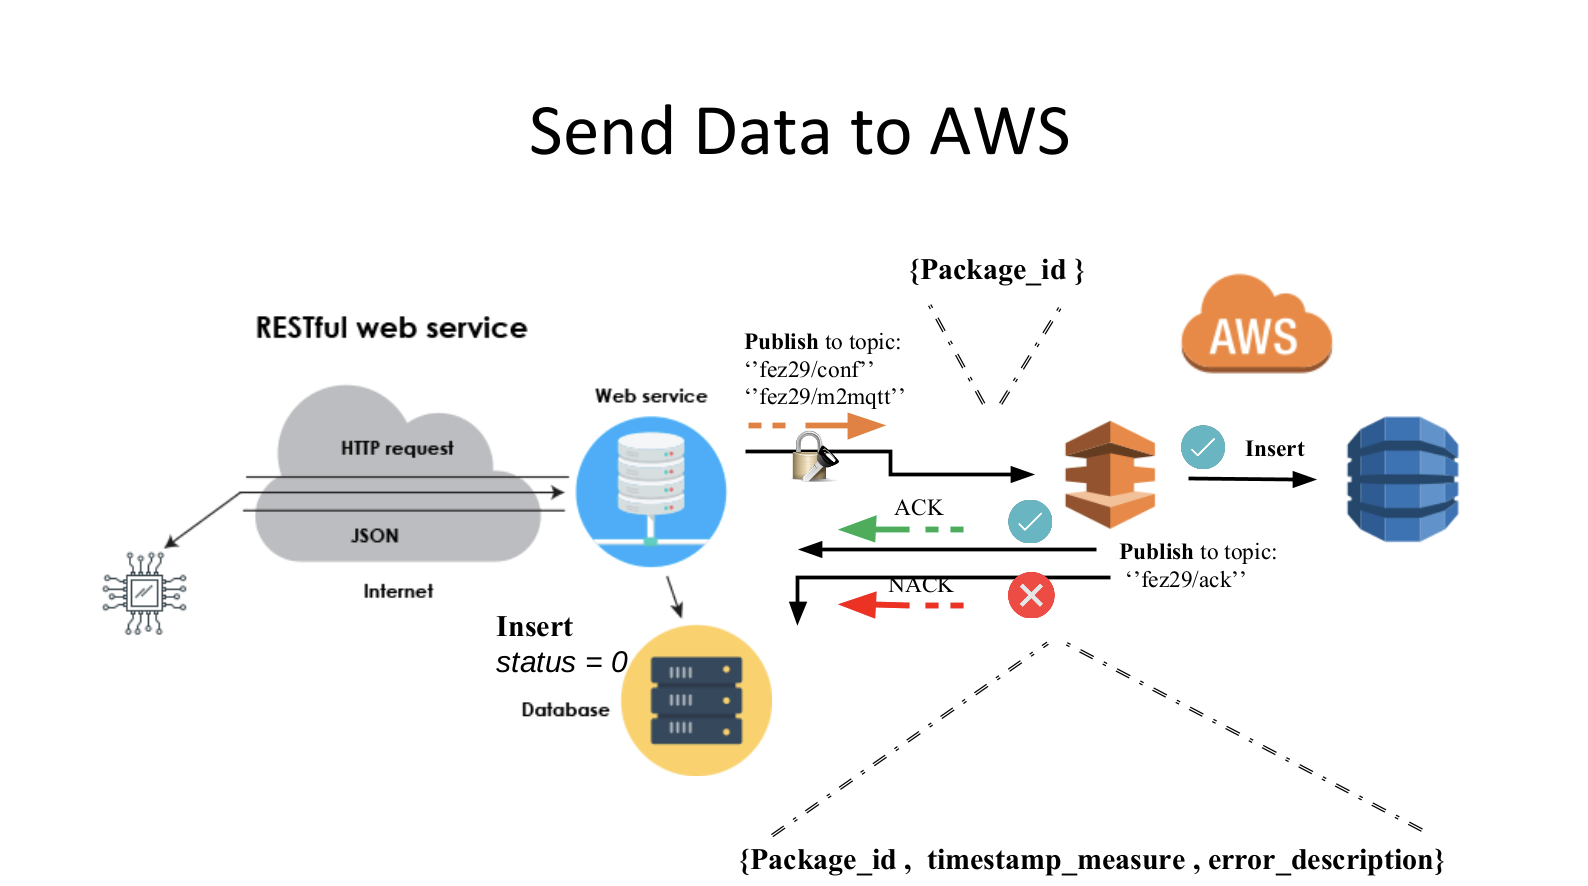 Send Data to AWS
{Package_id }
AWS
RESTful web service
Publish to topic:
‘’fez29/conf’’
‘’fez29/m2mqtt’’
Web service
HTTP request
Insert
ACK
JSON
Publish to topic:
‘’fez29/ack’’
NACK
Internet
Insert
status = 0
Database
{Package_id ,  timestamp_measure , error_description}